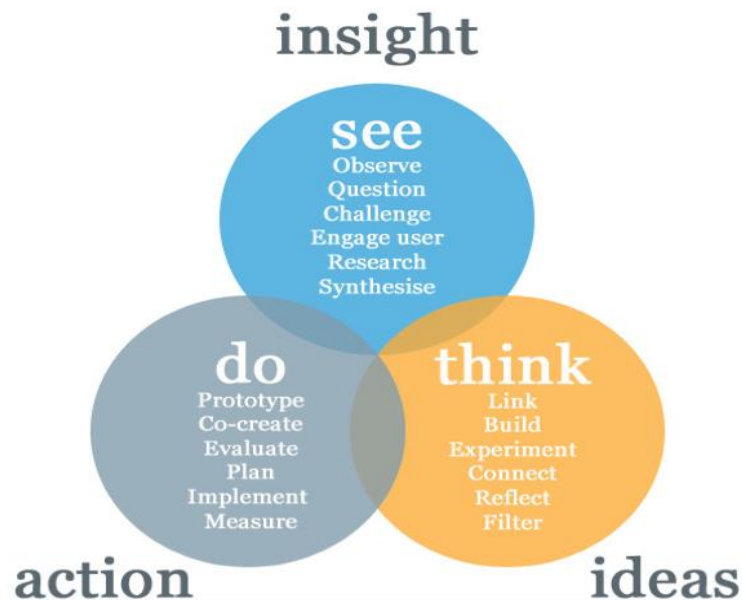 insight
see
Observe
Question
Challenge
Engage user
Research
Synthesise
do
Prototype
Co-create
Evaluate
Plan
Implement
Measure
think
Link
Build
Experiment
Connect
Reflect
Filter
action
ideas